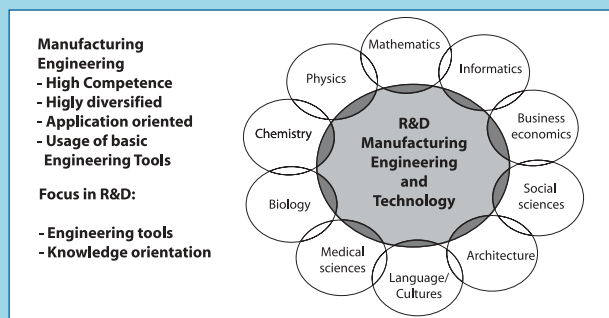 Manufacturing
Engineering
- High Competence
- Higly diversified
- Application oriented
- Usage of basic
Engineering Tools
Focus in R&D:
- Engineering tools
- Knowledge orientation
Mathematics
Informatics
Business
economics
Social
sciences
Architecture
Language/
Cultures
Medical
sciences
Biology
Chemistry
Physics
R&D
Manufacturing
Engineering
and
Technology